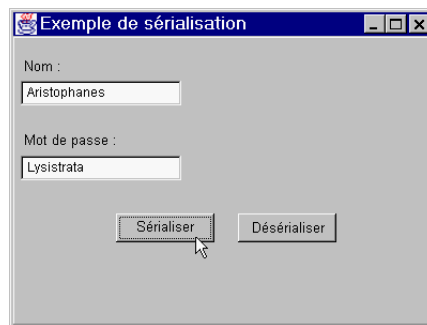 Exemple de sérialisation
Nom :
Aristophanes
Mot de passe :
Lysistrata
Sérialiser
Désérialiser